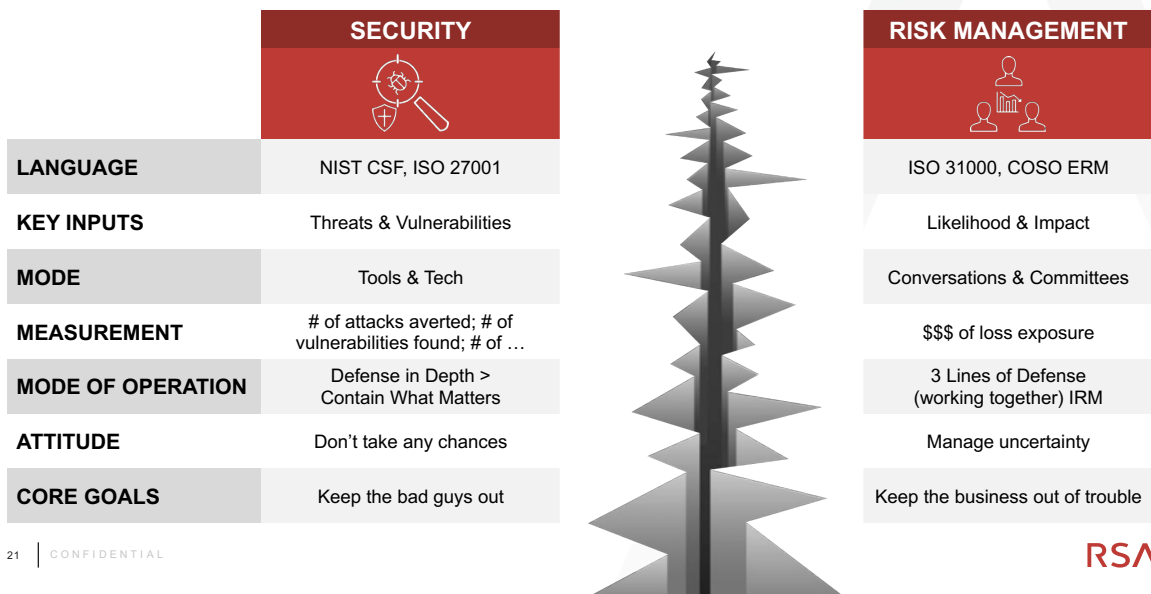 SECURITY
RISK MANAGEMENT
LANGUAGE
NIST CSF, ISO 27001
ISO 31000, COSO ERM
KEY INPUTS
Threats & Vulnerabilities
Likelihood & Impact
MODE
Tools & Tech
Conversations & Committees
MEASUREMENT
# of attacks averted; # of
vulnerabilities found; # of …
$$$ of loss exposure
MODE OF OPERATION
Defense in Depth >
Contain What Matters
3 Lines of Defense
(working together) IRM
ATTITUDE
Don’t take any chances
Manage uncertainty
CORE GOALS
Keep the bad guys out
Keep the business out of trouble
21
CONFIDENTIAL
RSA